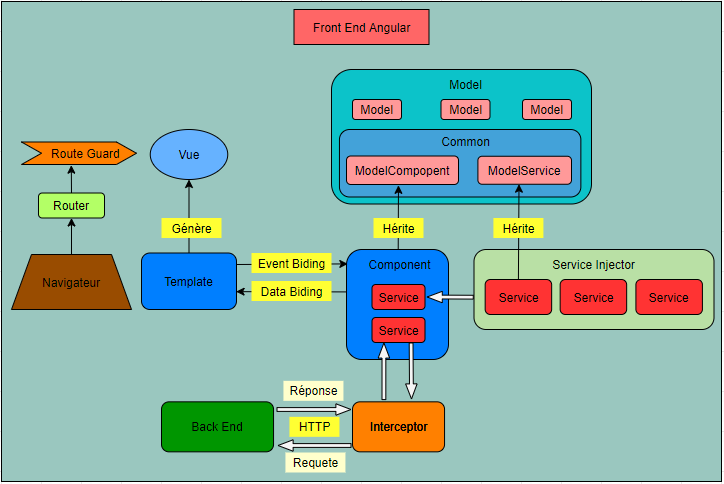 Front End Angular
Model
Model
Model
Model
Common
ModelCompopent
ModelService
Route Guard
Vue
Router
Génère
Hérite
Hérite
Navigateur
Template
Event Biding
Data Biding
Component
Service
Service
Service Injector
Service
Service
Service
Réponse
HTTP
Requete
Back End
Interceptor